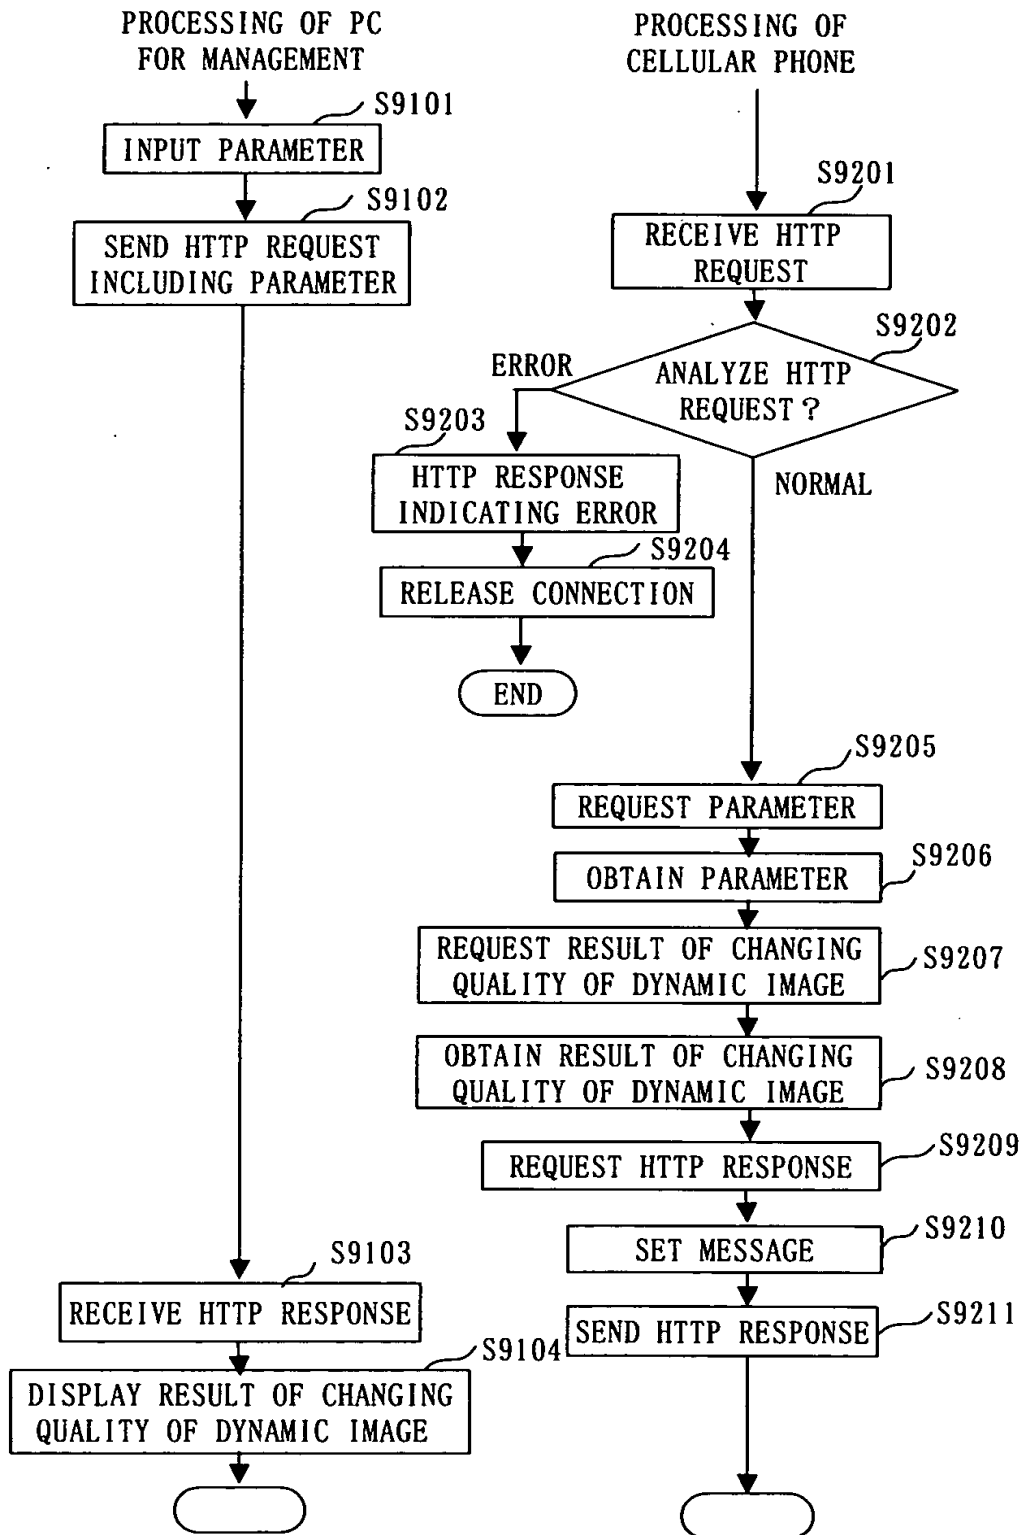 PROCESSING OF PC
FOR MANAGEMENT
S9101
INPUT PARAMETER
S9102
SEND HTTP REQUEST
INCLUDING PARAMETER
S9103
RECEIVE HTTP RESPONSE
S9104
DISPLAY RESULT OF CHANGING
QUALITY OF DYNAMIC IMAGE
PROCESSING OF
CELLULAR PHONE
S9201
RECEIVE HTTP
REQUEST
S9202
ANALYZE HTTP
REQUEST?
ERROR
S9203
HTTP RESPONSE
INDICATING ERROR
S9204
RELEASE CONNECTION
END
NORMAL
S9205
REQUEST PARAMETER
S9206
OBTAIN PARAMETER
S9207
REQUEST RESULT OF CHANGING
QUALITY OF DYNAMIC IMAGE
S9208
OBTAIN RESULT OF CHANGING
QUALITY OF DYNAMIC IMAGE
S9209
REQUEST HTTP RESPONSE
S9210
SET MESSAGE
S9211
SEND HTTP RESPONSE